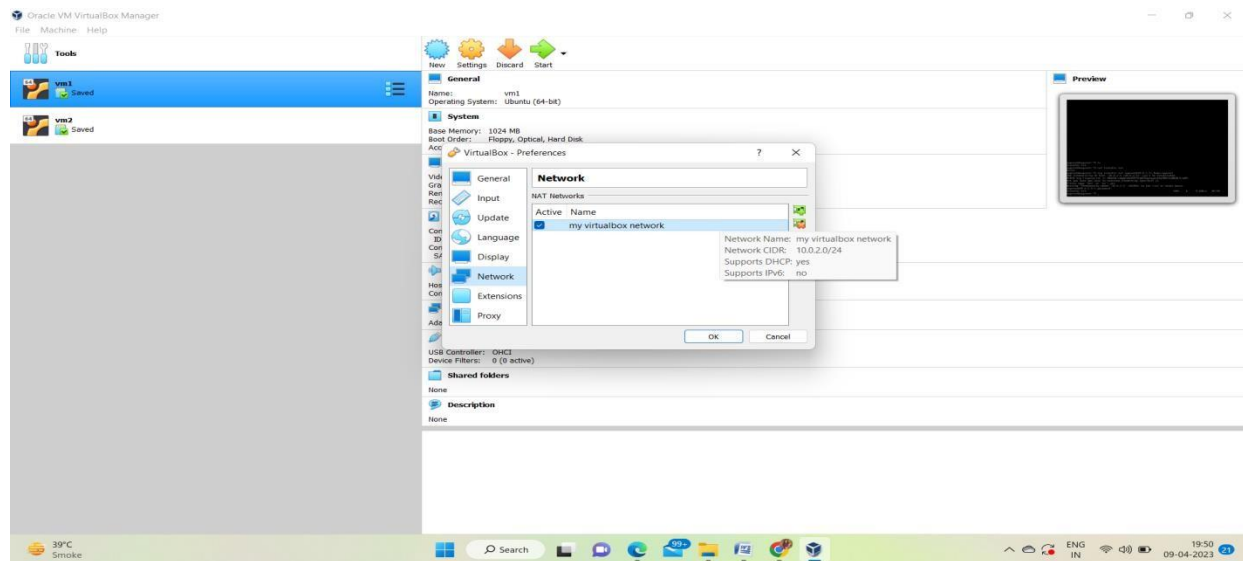 Oracle VM VirtualBox Manager
File Machine Help
Tools
vm1
Saved
vm2
Saved
New Settings Discard Start
General
Name: vm1
Operating System: Ubuntu (64-bit)
System
Base Memory: 1024 MB
Boot Order: Floppy, Optical, Hard Disk
Preview
VirtualBox - Preferences
General
Input
Update
Language
Display
Network
Extensions
Proxy
Network
NAT Networks
Active Name
my virtualbox network
Network Name: my virtualbox network
Network CIDR: 10.0.2.0/24
Supports DHCP: yes
Supports IPv6: no
OK Cancel
USB Controller: OHCI
Device Filters: 0 (0 active)
Shared folders
None
Description
None
39°C
Smoke
Search
99+
ENG
IN
19:50
09-04-2023
21